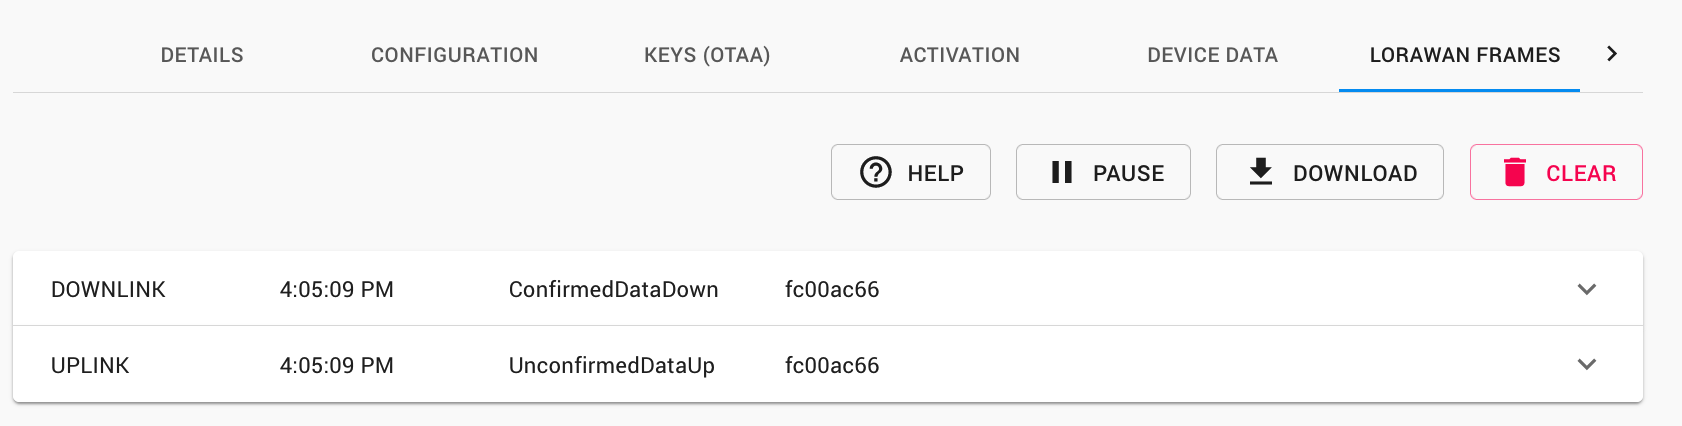 DETAILS CONFIGURATION KEYS (OTAA) ACTIVATION DEVICE DATA LORAWAN FRAMES
HELP PAUSE DOWNLOAD CLEAR
DOWNLINK 4:05:09 PM ConfirmedDataDown fc00ac66
UPLINK 4:05:09 PM UnconfirmedDataUp fc00ac66